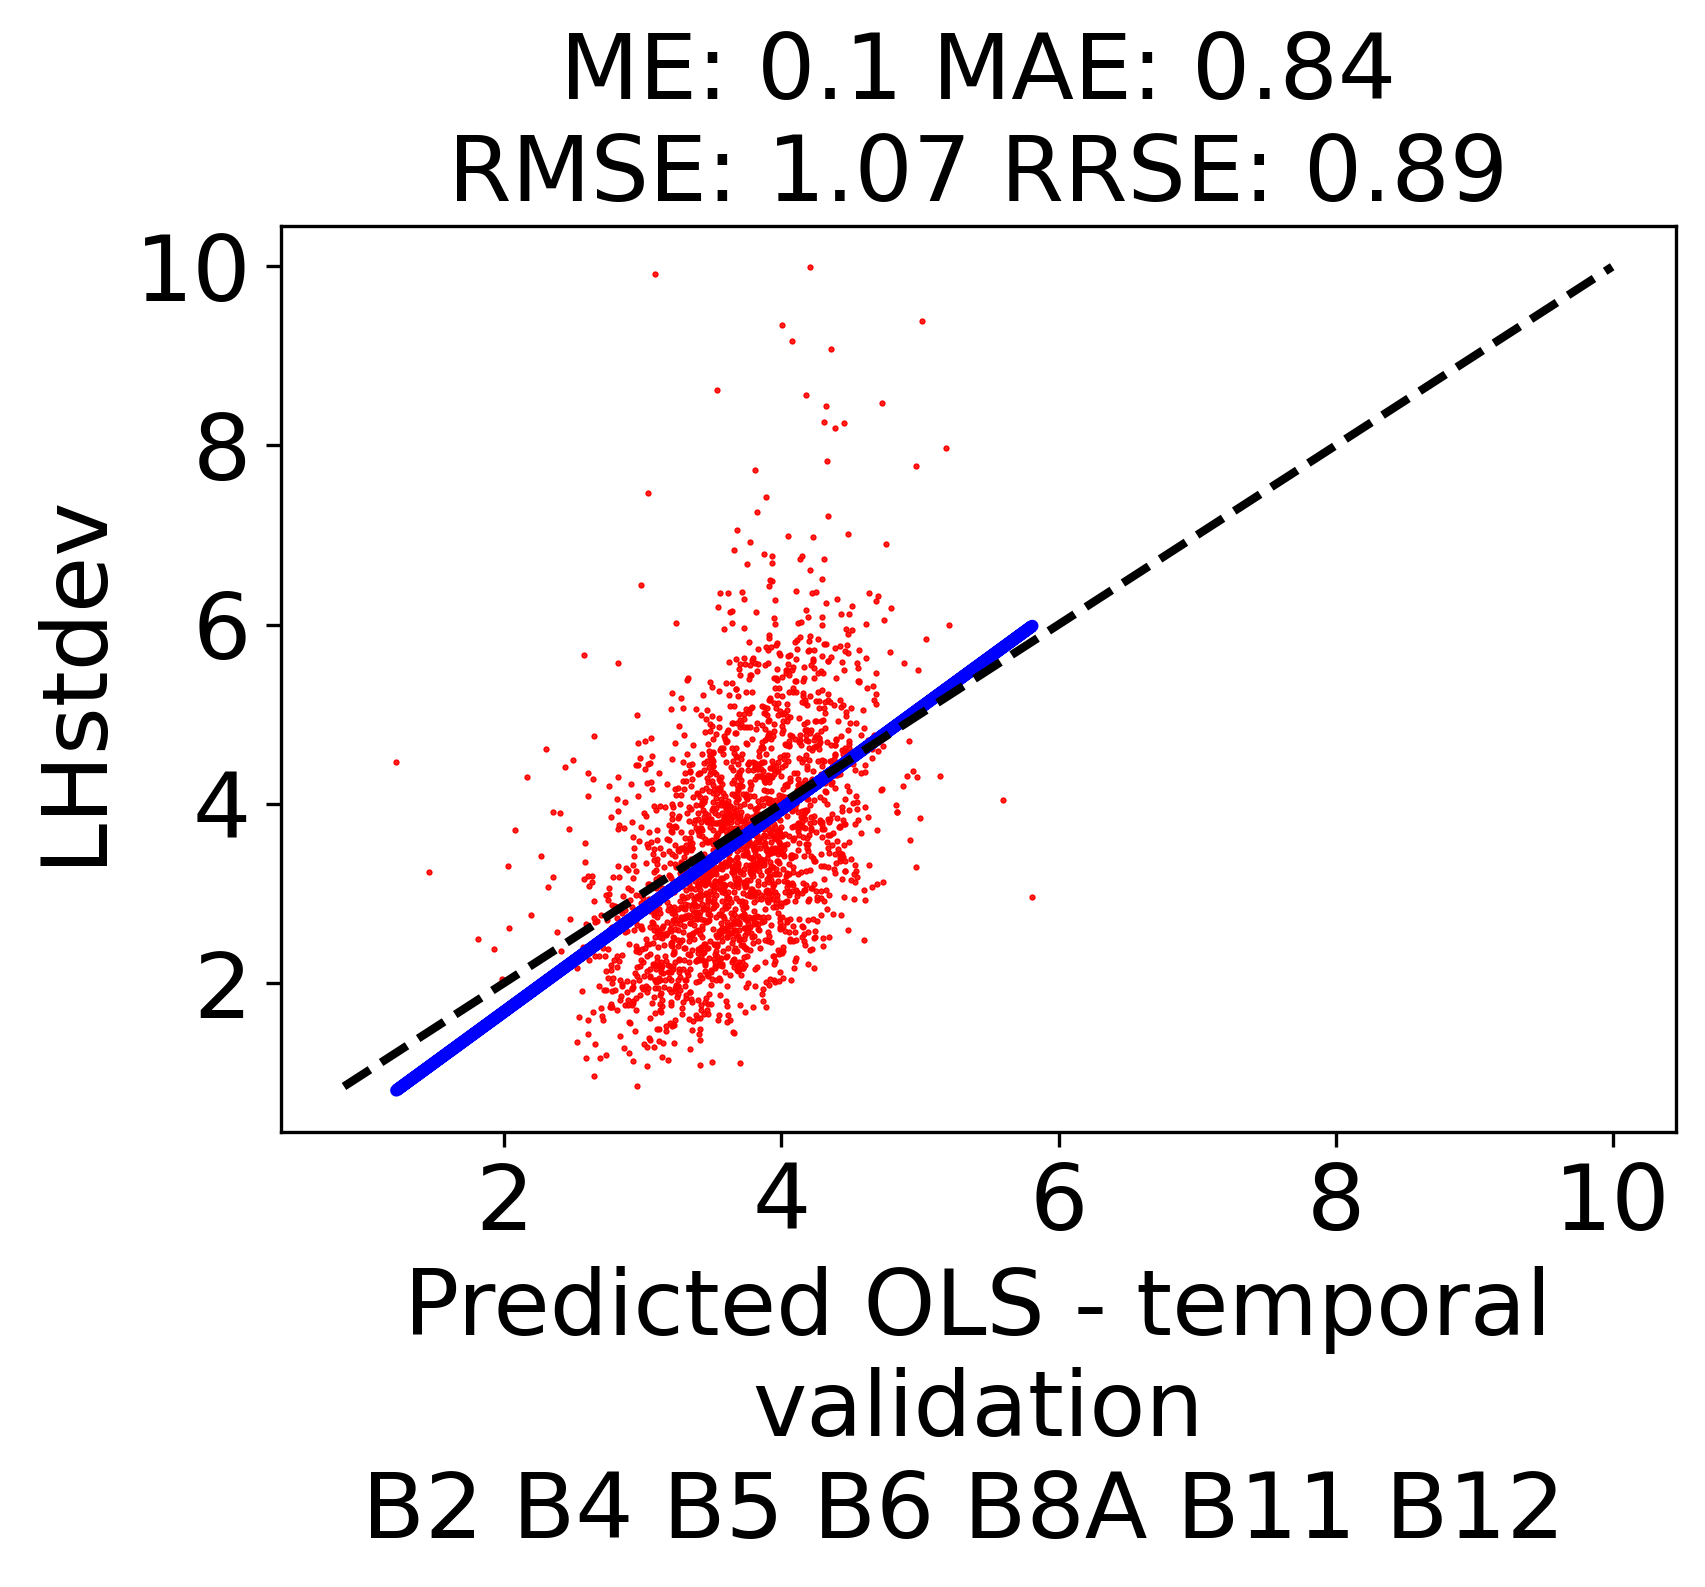 ME: 0.1 MAE: 0.84
RMSE: 1.07 RRSE: 0.89
LHstdev
10
8
6
4
2
2 4 6 8 10
Predicted OLS - temporal
validation
B2 B4 B5 B6 B8A B11 B12